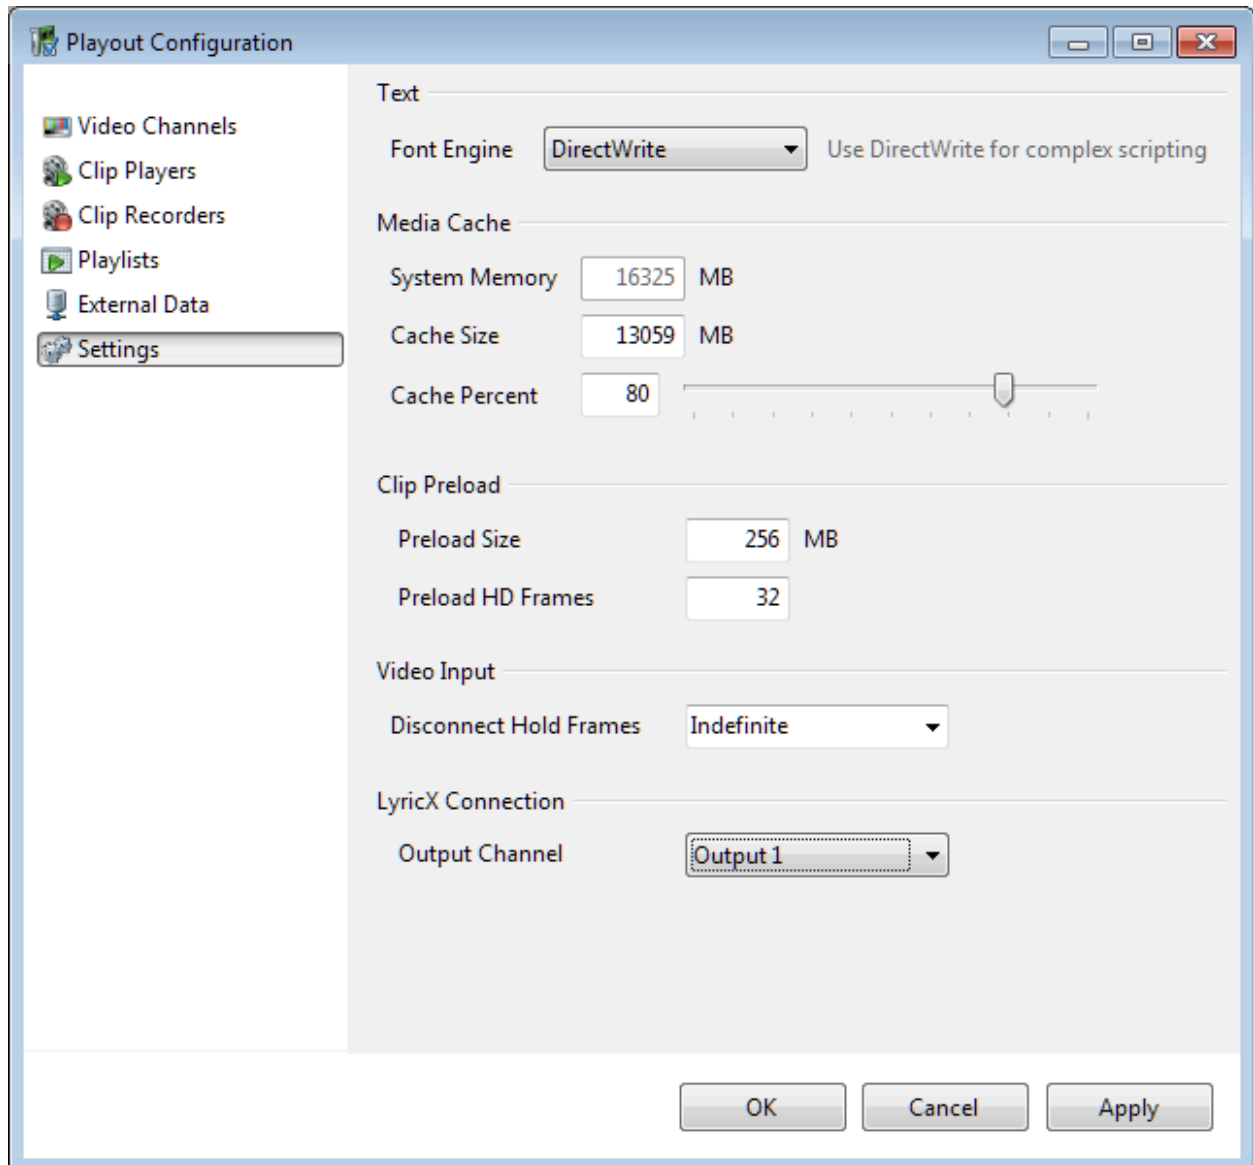 Playout Configuration
Video Channels
Clip Players
Clip Recorders
Playlists
External Data
Settings
Text
Font Engine DirectWrite Use DirectWrite for complex scripting
Media Cache
System Memory 16325 MB
Cache Size 13059 MB
Cache Percent 80
Clip Preload
Preload Size 256 MB
Preload HD Frames 32
Video Input
Disconnect Hold Frames Indefinite
LyricX Connection
Output Channel Output 1
OK Cancel Apply